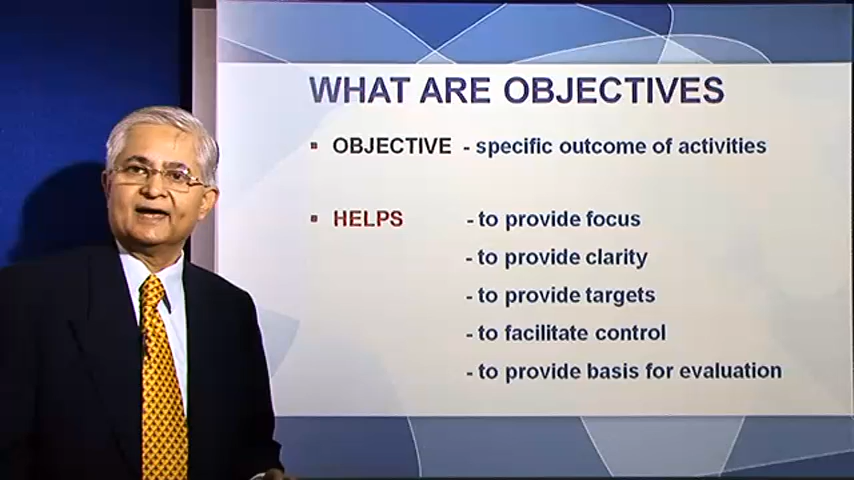 WHAT ARE OBJECTIVES
▪ OBJECTIVE - specific outcome of activities
▪ HELPS - to provide focus
- to provide clarity
- to provide targets
- to facilitate control
- to provide basis for evaluation